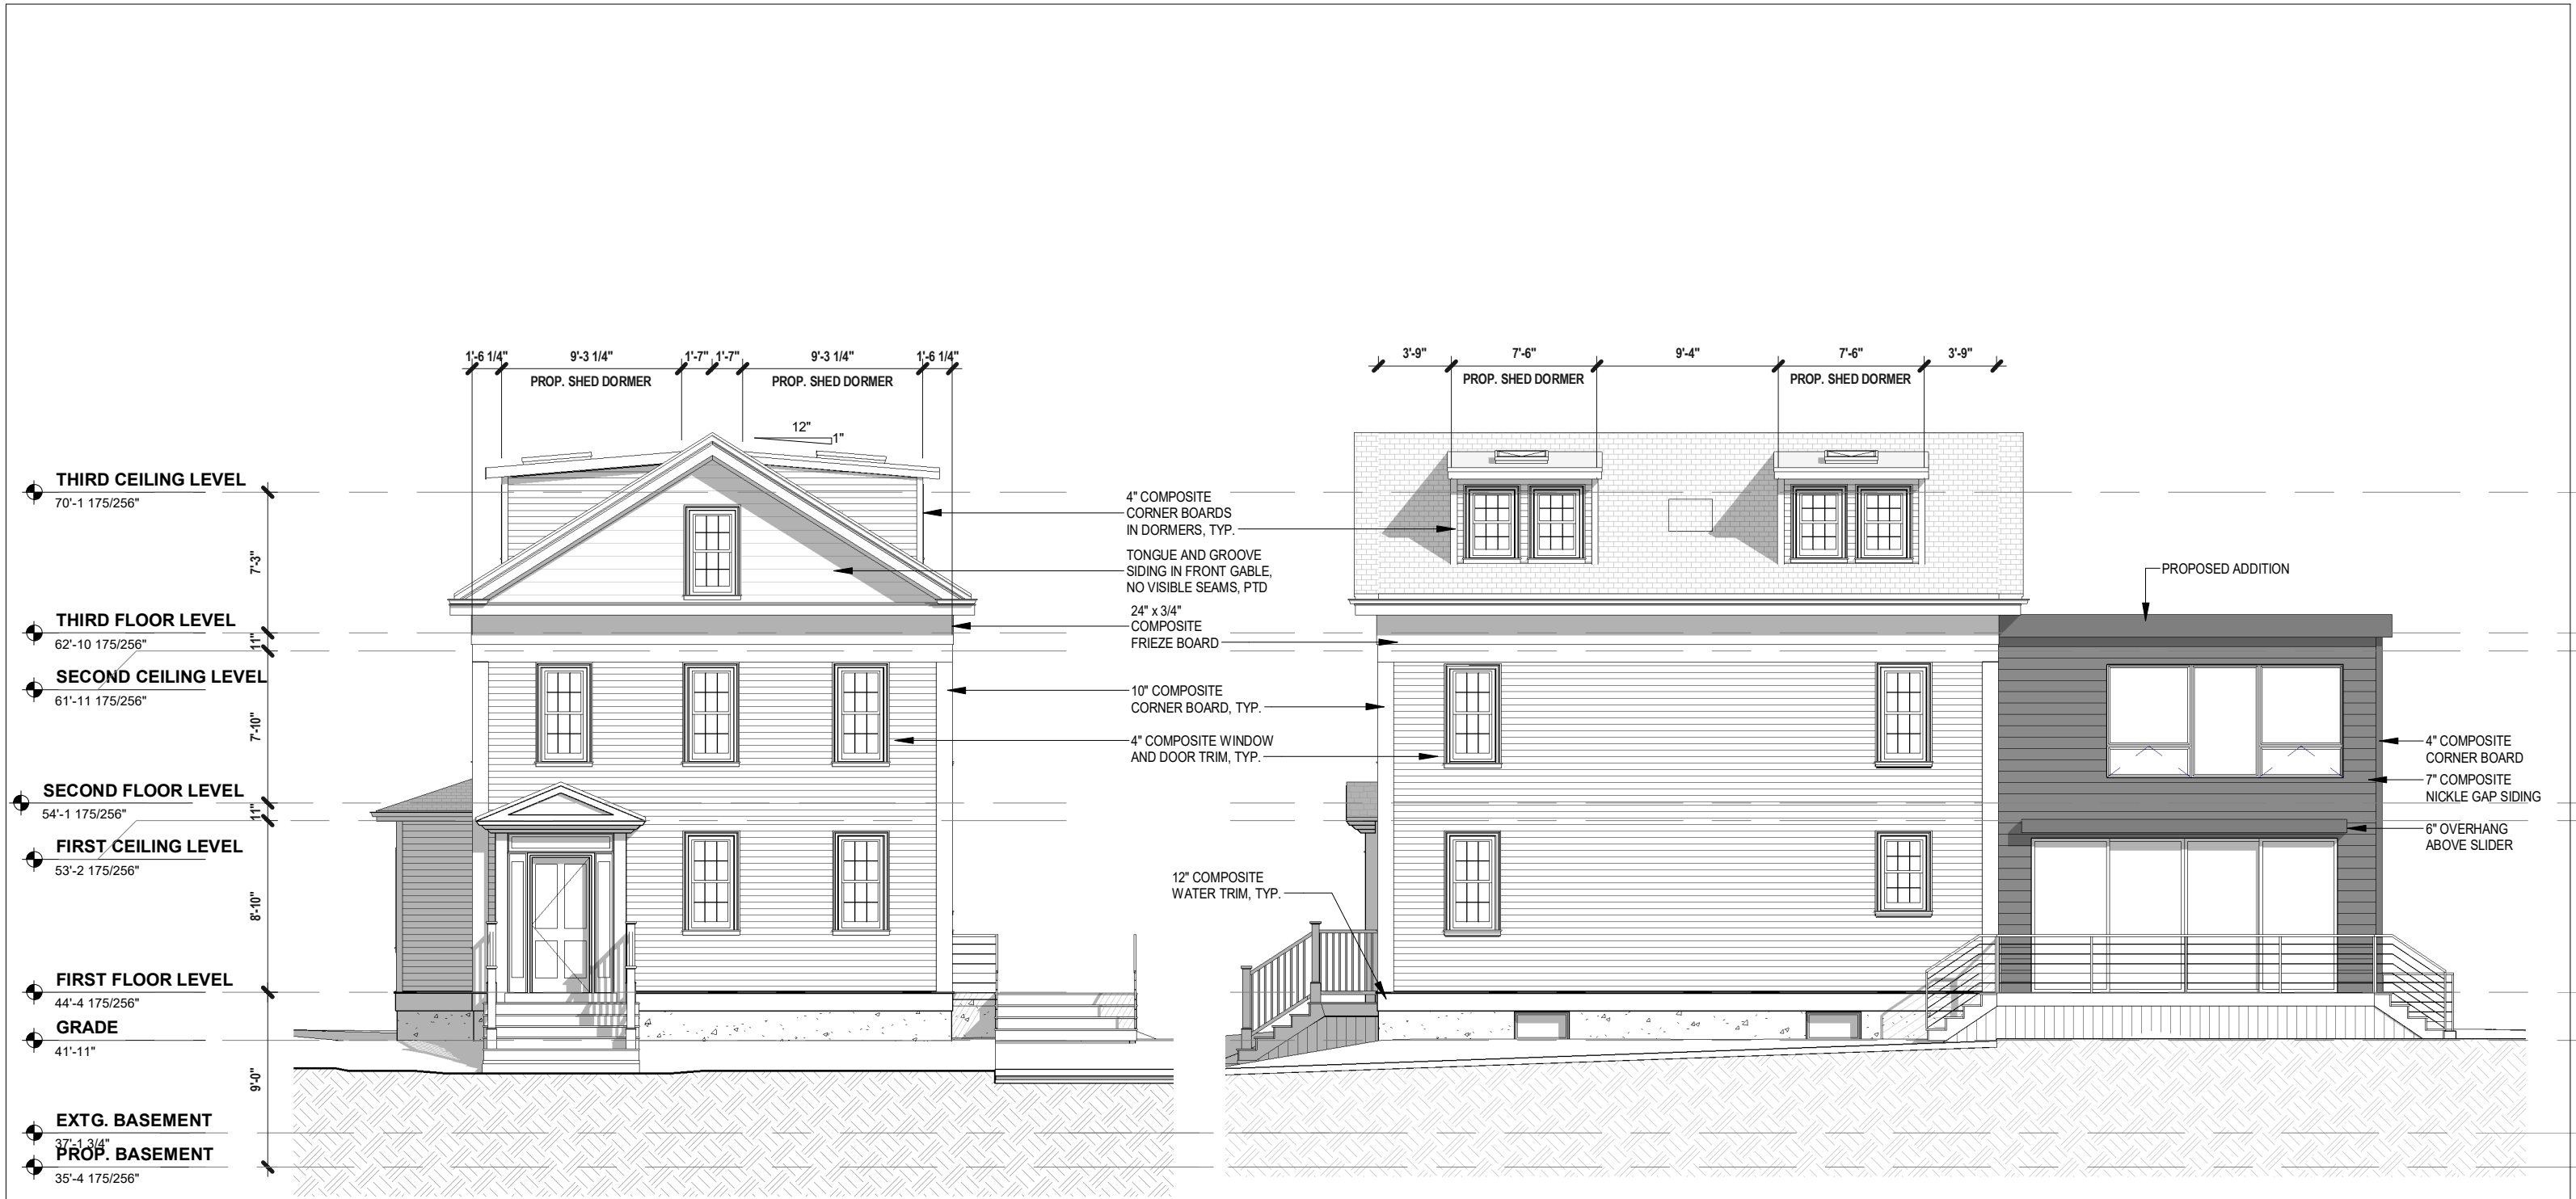 1'-6 1/4" 9'-3 1/4" 1'-7" 1'-7" 9'-3 1/4" 1'-6 1/4"
PROP. SHED DORMER PROP. SHED DORMER
12"
1"
3'-9" 7'-6" 9'-4" 7'-6" 3'-9"
PROP. SHED DORMER PROP. SHED DORMER
THIRD CEILING LEVEL
70'-1 175/256"
7'-3"
THIRD FLOOR LEVEL
62'-10 175/256"
11"
SECOND CEILING LEVEL
61'-11 175/256"
7'-10"
SECOND FLOOR LEVEL
54'-1 175/256"
11"
FIRST CEILING LEVEL
53'-2 175/256"
8'-10"
FIRST FLOOR LEVEL
44'-4 175/256"
GRADE
41'-11"
9'-0"
EXTG. BASEMENT
37'-1 3/4"
PROP. BASEMENT
35'-4 175/256"
4" COMPOSITE
CORNER BOARDS
IN DORMERS, TYP.
TONGUE AND GROOVE
SIDING IN FRONT GABLE,
NO VISIBLE SEAMS, PTD
24" x 3/4"
COMPOSITE
FRIEZE BOARD
10" COMPOSITE
CORNER BOARD, TYP.
4" COMPOSITE WINDOW
AND DOOR TRIM, TYP.
12" COMPOSITE
WATER TRIM, TYP.
PROPOSED ADDITION
4" COMPOSITE
CORNER BOARD
7" COMPOSITE
NICKLE GAP SIDING
6" OVERHANG
ABOVE SLIDER